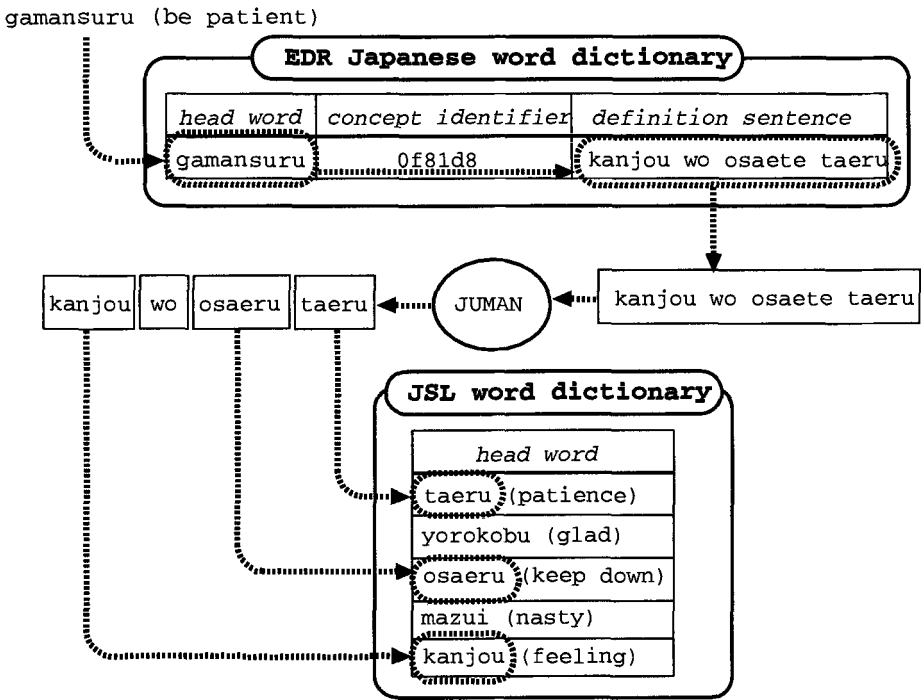 gamansuru (be patient)
EDR Japanese word dictionary
head word concept identifier definition sentence
gamansuru 0f81d8 kanjou wo osaete taeru
kanjou wo osaeru taeru JUMAN kanjou wo osaete taeru
JSL word dictionary
head word
taeru (patience)
yorokobu (glad)
osaeru (keep down)
mazui (nasty)
kanjou (feeling)